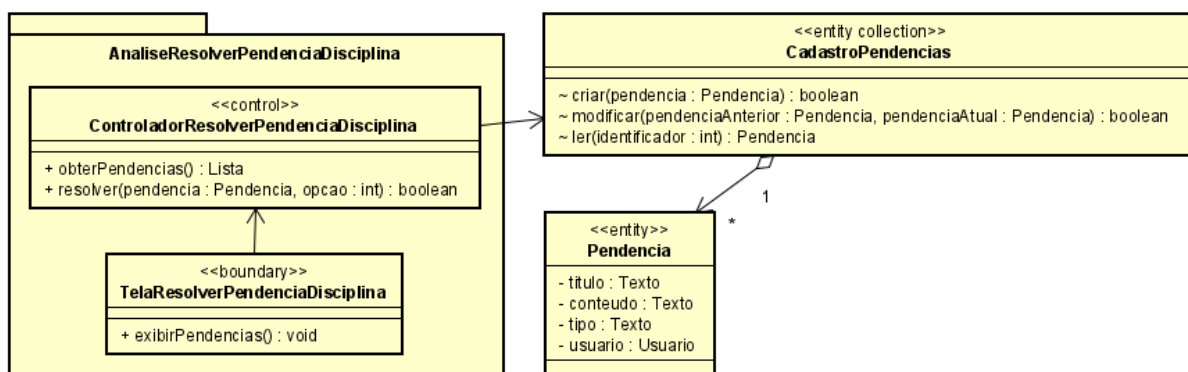 AnaliseResolverPendenciaDisciplina
<<control>>
ControladorResolverPendenciaDisciplina
+ obterPendencias() : Lista
+ resolver(pendencia : Pendencia, opcao : int) : boolean
<<boundary>>
TelaResolverPendenciaDisciplina
+ exibirPendencias() : void
<<entity collection>>
CadastroPendencias
~ criar(pendencia : Pendencia) : boolean
~ modificar(pendenciaAnterior : Pendencia, pendenciaAtual : Pendencia) : boolean
~ ler(identificador : int) : Pendencia
1
*
<<entity>>
Pendencia
- titulo : Texto
- conteudo : Texto
- tipo : Texto
- usuario : Usuario